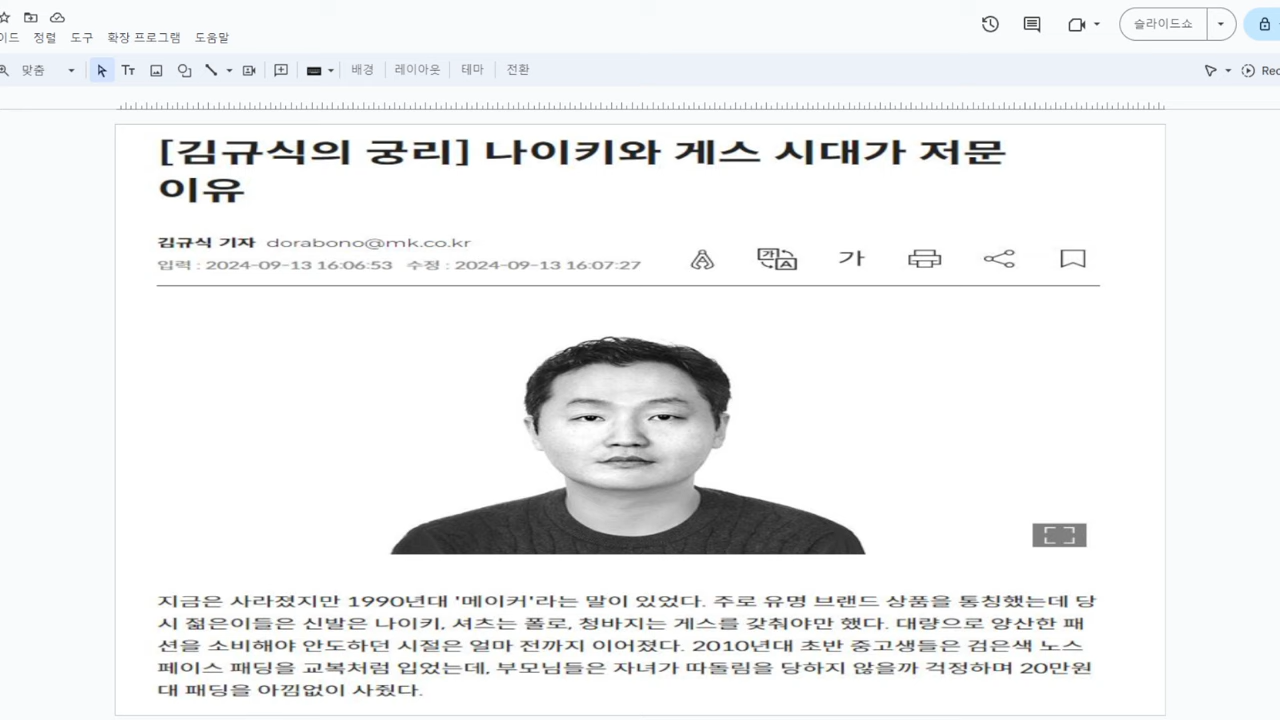 이드 정렬 도구 확장 프로그램 도움말
슬라이드쇼
맞춤 Tт 배경 레이아웃 테마 전환 Rec
[김규식의 궁리] 나이키와 게스 시대가 저문
이유
김규식 기자 dorabono@mk.co.kr
입력 : 2024-09-13 16:06:53 수정 : 2024-09-13 16:07:27
가 A 가
지금은 사라졌지만 1990년대 '메이커'라는 말이 있었다. 주로 유명 브랜드 상품을 통칭했는데 당
시 젊은이들은 신발은 나이키, 셔츠는 폴로, 청바지는 게스를 갖춰야만 했다. 대량으로 양산한 패
션을 소비해야 안도하던 시절은 얼마 전까지 이어졌다. 2010년대 초반 중고생들은 검은색 노스
페이스 패딩을 교복처럼 입었는데, 부모님들은 자녀가 따돌림을 당하지 않을까 걱정하며 20만원
대 패딩을 아낌없이 사줬다.